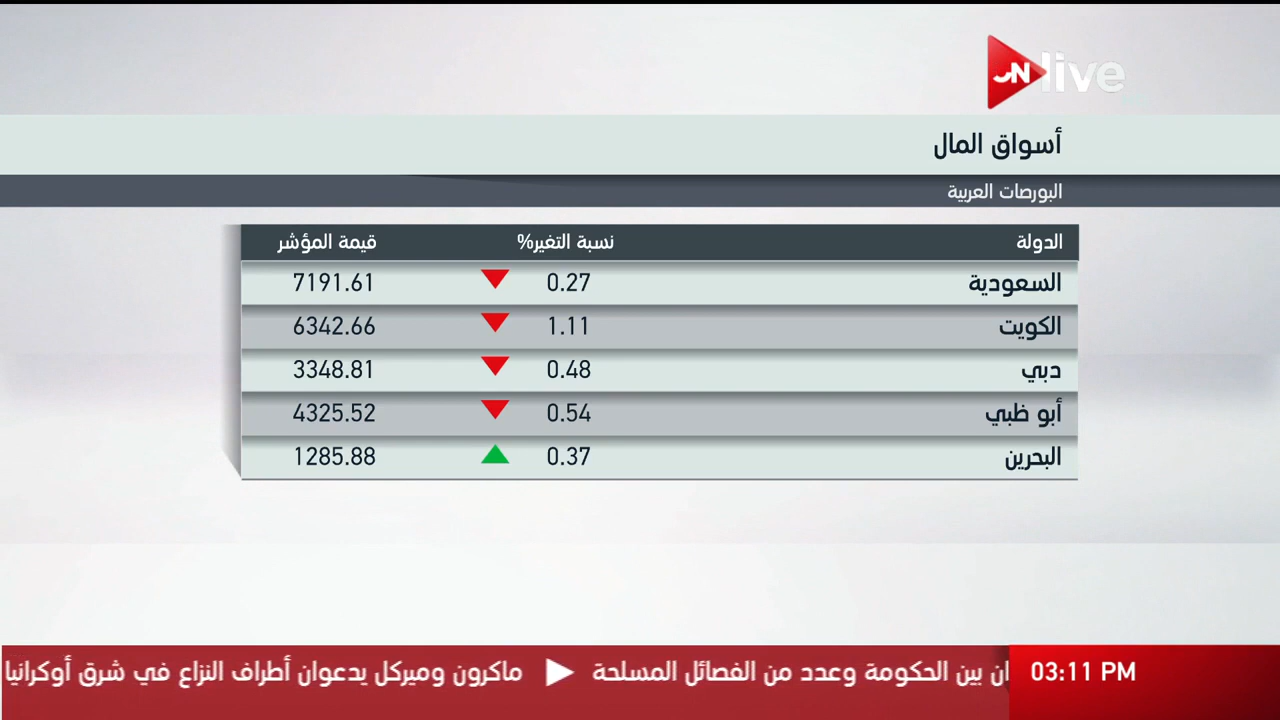 ON live
أسواق المال
البورصات العربية
الدولة نسبة التغير% قيمة المؤشر
السعودية 0.27 7191.61
الكويت 1.11 6342.66
دبي 0.48 3348.81
أبو ظبي 0.54 4325.52
البحرين 0.37 1285.88
03:11 PM
ان بين الحكومة وعدد من الفصائل المسلحة ماكرون وميركل يدعوان أطراف النزاع في شرق أوكرانيا